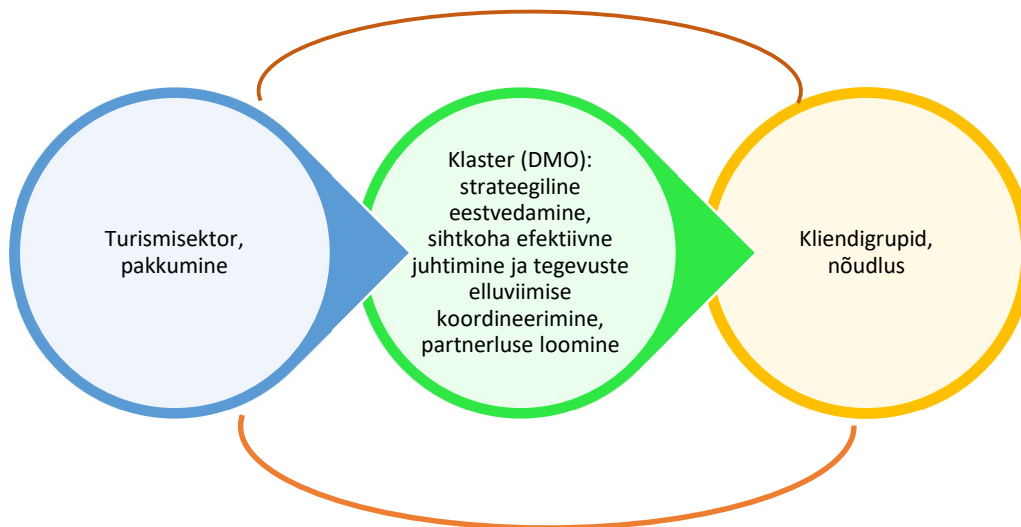 Turismisektor,
pakkumine
Klaster (DMO):
strateegiline
eestvedamine,
sihtkoha efektiivne
juhtimine ja tegevuste
elluviimise
koordineerimine,
partnerluse loomine
Kliendigrupid,
nõudlus